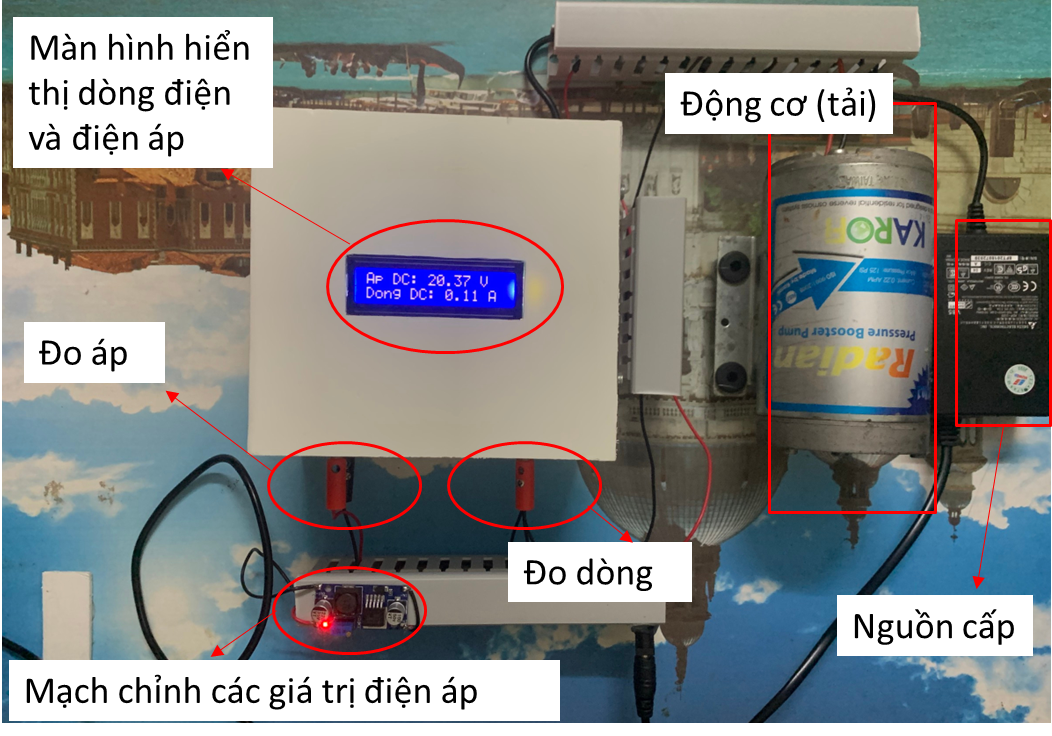 Màn hình hiển
thị dòng điện
và điện áp
Động cơ (tải)
Ap DC: 20.37 V
Dong DC: 0.11 A
Đo áp
KAROFI
Pressure Booster Pump
Radian
Đo dòng
Nguồn cấp
Mạch chỉnh các giá trị điện áp